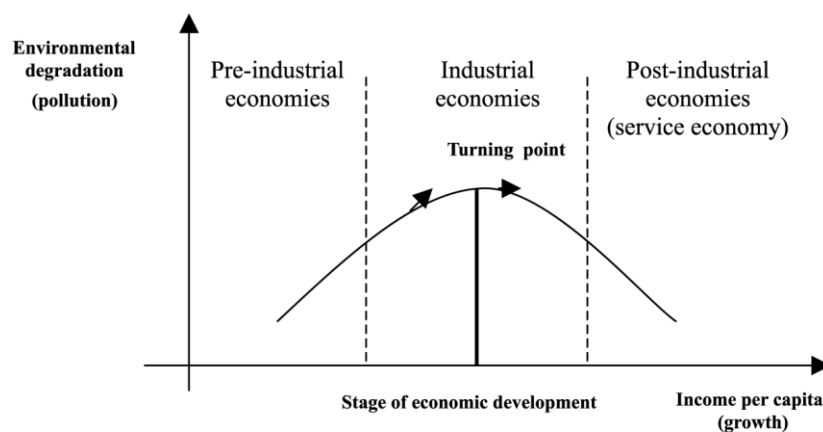 Environmental
degradation
(pollution)
Pre-industrial
economies
Industrial
economies
Post-industrial
economies
(service economy)
Turning point
Stage of economic development
Income per capita
(growth)